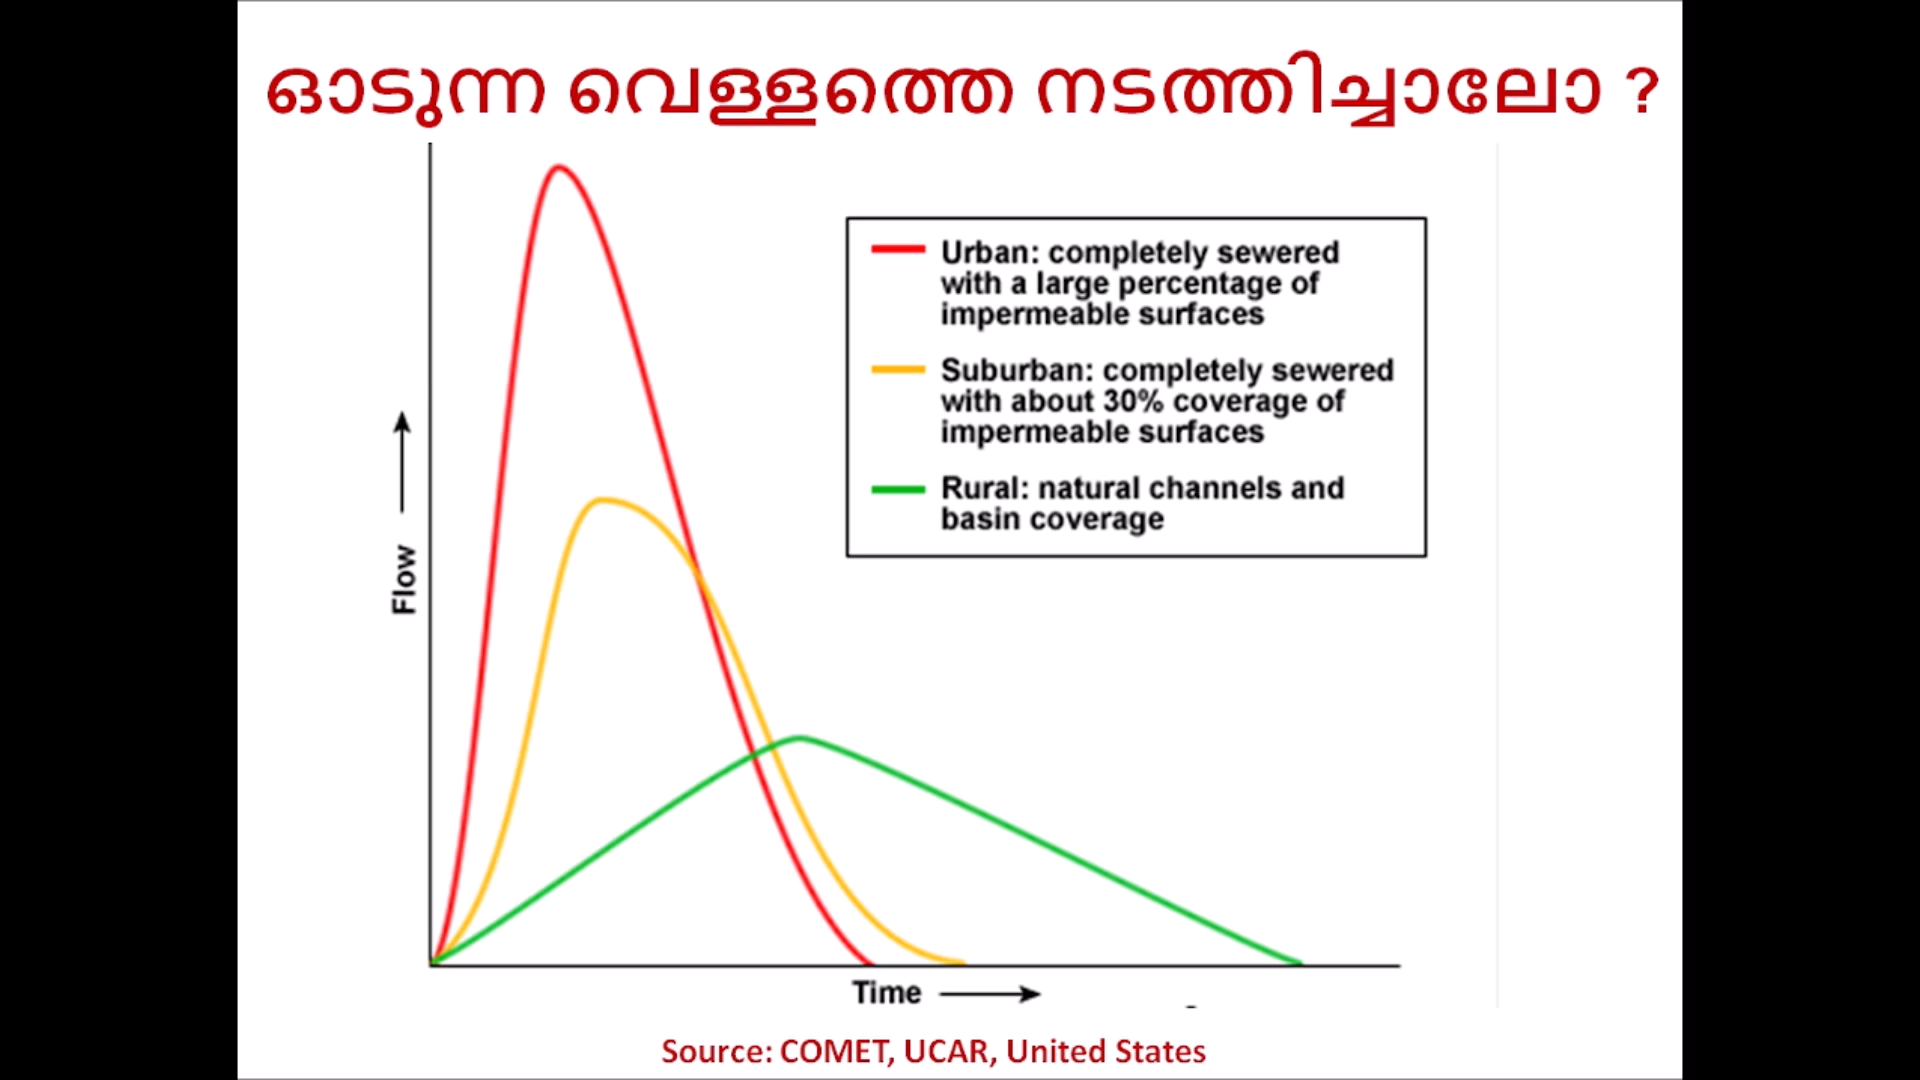 ഓടുന്ന വെള്ളത്തെ നടത്തിച്ചാലോ ?
Urban: completely sewered
with a large percentage of
impermeable surfaces
Suburban: completely sewered
with about 30% coverage of
impermeable surfaces
Rural: natural channels and
basin coverage
Flow
Time
Source: COMET, UCAR, United States